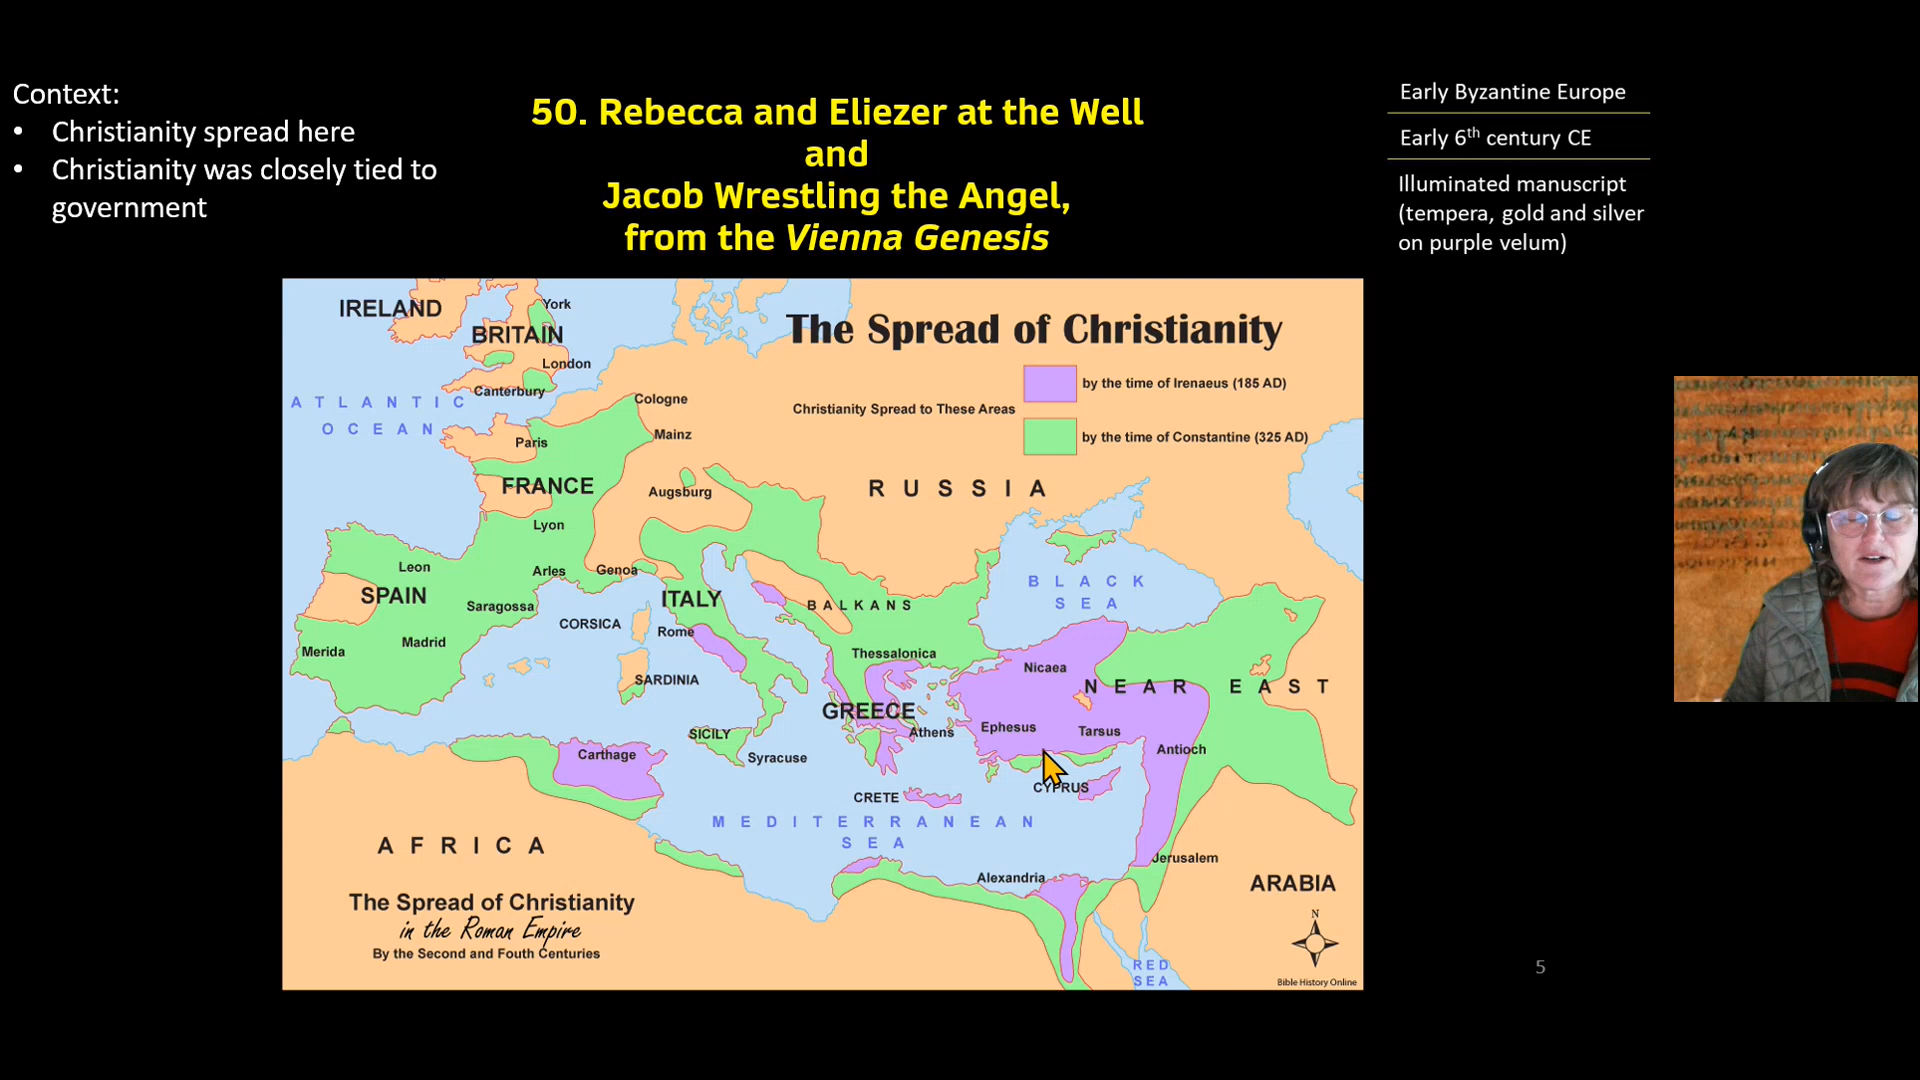 Context:
• Christianity spread here
• Christianity was closely tied to
government
50. Rebecca and Eliezer at the Well
and
Jacob Wrestling the Angel,
from the Vienna Genesis
Early Byzantine Europe
Early 6th century CE
Illuminated manuscript
(tempera, gold and silver
on purple velum)
The Spread of Christianity
Christianity Spread to These Areas
by the time of Irenaeus (185 AD)
by the time of Constantine (325 AD)
IRELAND
York
BRITAIN
London
Canterbury
ATLANTIC
OCEAN
Cologne
Paris
Mainz
FRANCE
Augsburg
RUSSIA
Lyon
Leon
Arles
Genoa
BLACK
SEA
SPAIN
Saragossa
ITALY
BALKANS
CORSICA
Rome
Merida
Madrid
Thessalonica
Nicaea
SARDINIA
NEAR EAST
GREECE
SICILY
Athens
Ephesus
Tarsus
Carthage
Syracuse
Antioch
CRETE
CYPRUS
MEDITERRANEAN
SEA
AFRICA
Jerusalem
Alexandria
ARABIA
The Spread of Christianity
in the Roman Empire
By the Second and Fouth Centuries
N
RED
SEA
Bible History Online
5